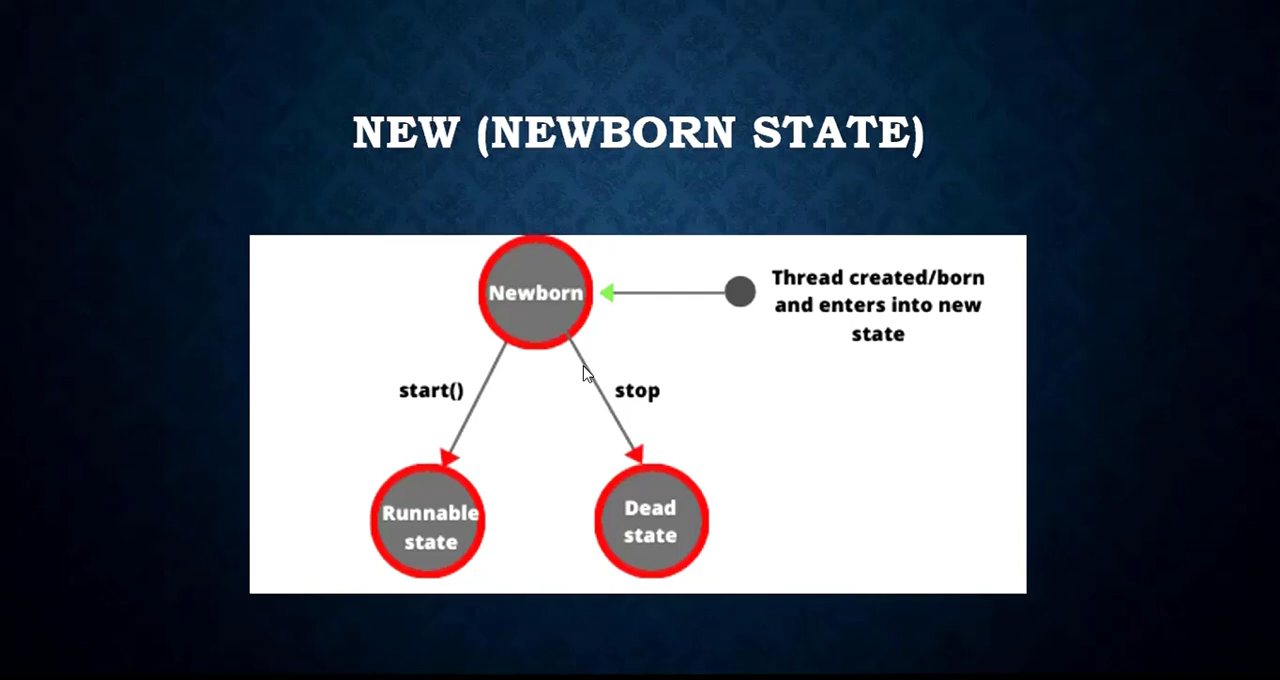 NEW (NEWBORN STATE)
Newborn
Thread created/born
and enters into new
state
start()
stop
Runnable
state
Dead
state